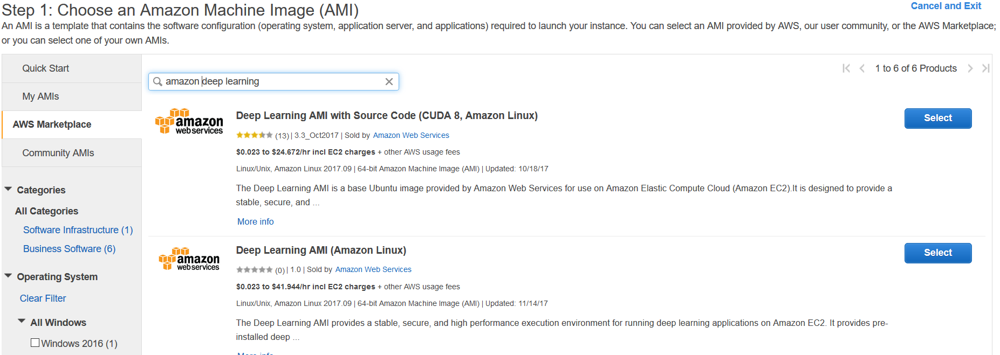 Step 1: Choose an Amazon Machine Image (AMI)
Cancel and Exit
An AMI is a template that contains the software configuration (operating system, application server, and applications) required to launch your instance. You can select an AMI provided by AWS, our user community, or the AWS Marketplace;
or you can select one of your own AMIs.
Quick Start
My AMIs
AWS Marketplace
Community AMIs
Categories
All Categories
Software Infrastructure (1)
Business Software (6)
Operating System
Clear Filter
All Windows
Windows 2016 (1)
amazon deep learning
1 to 6 of 6 Products
amazon
web services
Deep Learning AMI with Source Code (CUDA 8, Amazon Linux)
Select
(13) | 3.3_Oct2017 | Sold by Amazon Web Services
$0.023 to $24.672/hr incl EC2 charges + other AWS usage fees
Linux/Unix, Amazon Linux 2017.09 | 64-bit Amazon Machine Image (AMI) | Updated: 10/18/17
The Deep Learning AMI is a base Ubuntu image provided by Amazon Web Services for use on Amazon Elastic Compute Cloud (Amazon EC2).It is designed to provide a
stable, secure, and ...
More info
amazon
web services
Deep Learning AMI (Amazon Linux)
Select
(0) | 1.0 | Sold by Amazon Web Services
$0.023 to $41.944/hr incl EC2 charges + other AWS usage fees
Linux/Unix, Amazon Linux 2017.09 | 64-bit Amazon Machine Image (AMI) | Updated: 11/14/17
The Deep Learning AMI provides a stable, secure, and high performance execution environment for running deep learning applications on Amazon EC2. It provides pre-
installed deep ...
More info